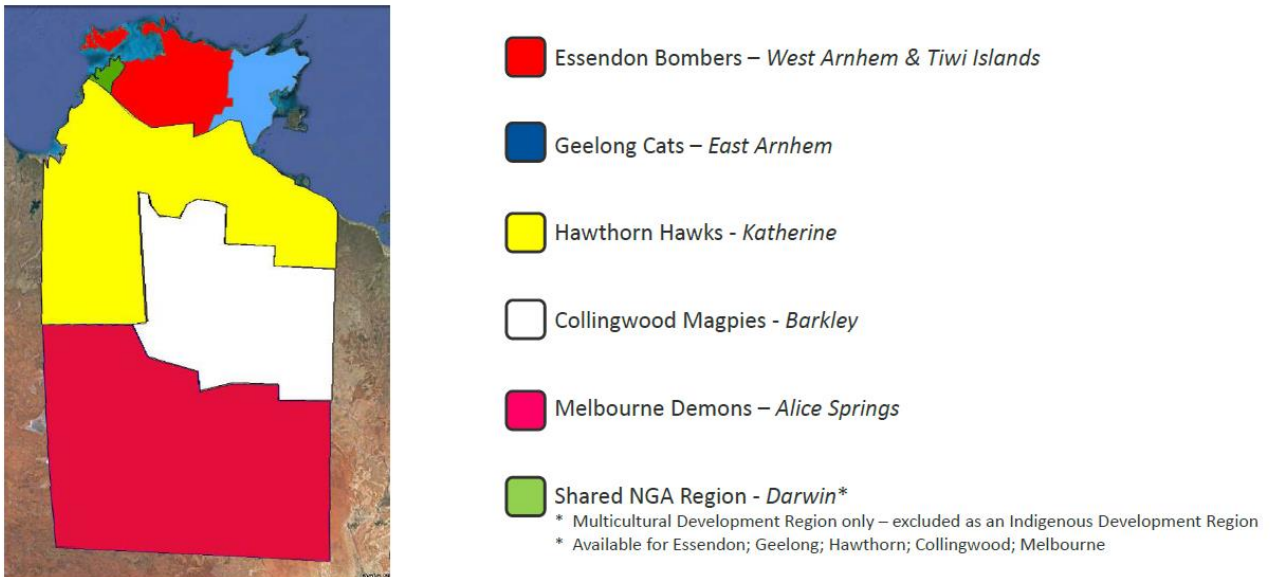 Essendon Bombers – West Arnhem & Tiwi Islands
Geelong Cats – East Arnhem
Hawthorn Hawks - Katherine
Collingwood Magpies - Barkley
Melbourne Demons – Alice Springs
Shared NGA Region - Darwin*
* Multicultural Development Region only – excluded as an Indigenous Development Region
* Available for Essendon; Geelong; Hawthorn; Collingwood; Melbourne